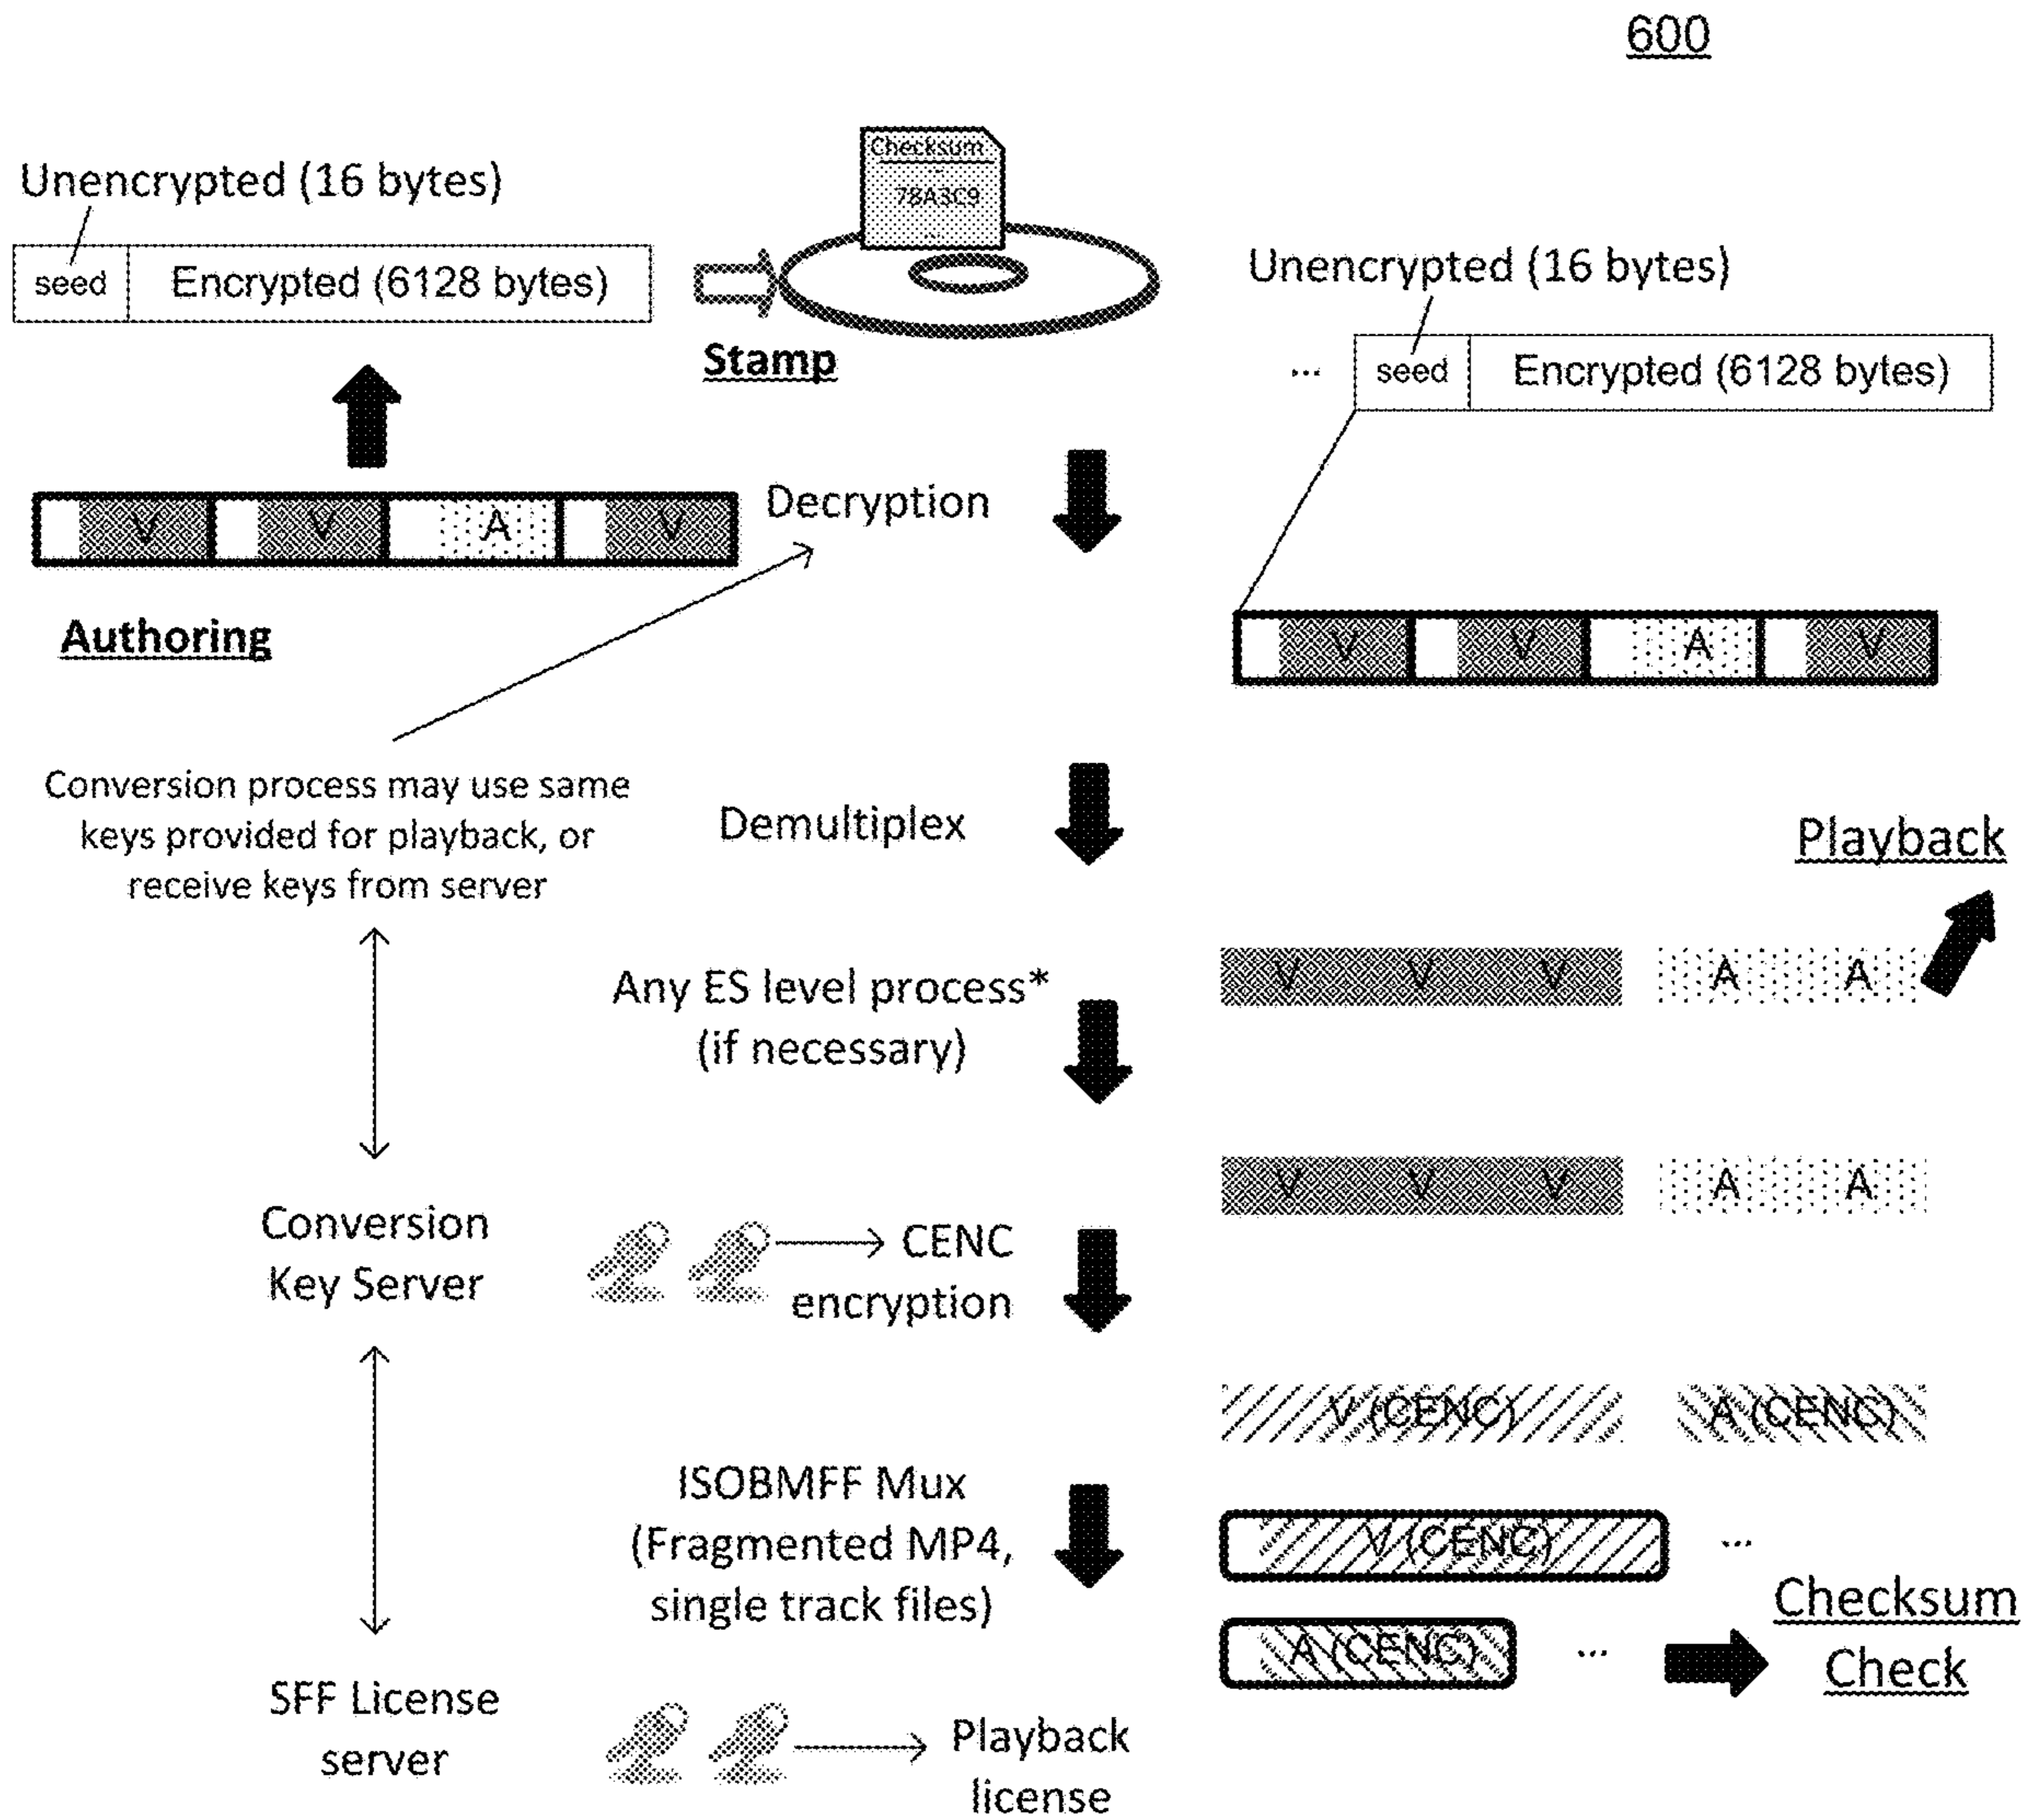 600
Checksum
78A3C9
...
Unencrypted (16 bytes)
seed
Encrypted (6128 bytes)
Stamp
Unencrypted (16 bytes)
...
seed
Encrypted (6128 bytes)
V
V
A
V
Authoring
Decryption
V
V
A
V
Conversion process may use same
keys provided for playback, or
receive keys from server
Demultiplex
Playback
Any ES level process*
(if necessary)
V
V
V
A
A
V
V
V
A
A
Conversion
Key Server
CENC
encryption
V (CENC)
A (CENC)
ISOBMFF Mux
(Fragmented MP4,
single track files)
V (CENC)
...
A (CENC)
...
Checksum
Check
SFF License
server
Playback
license